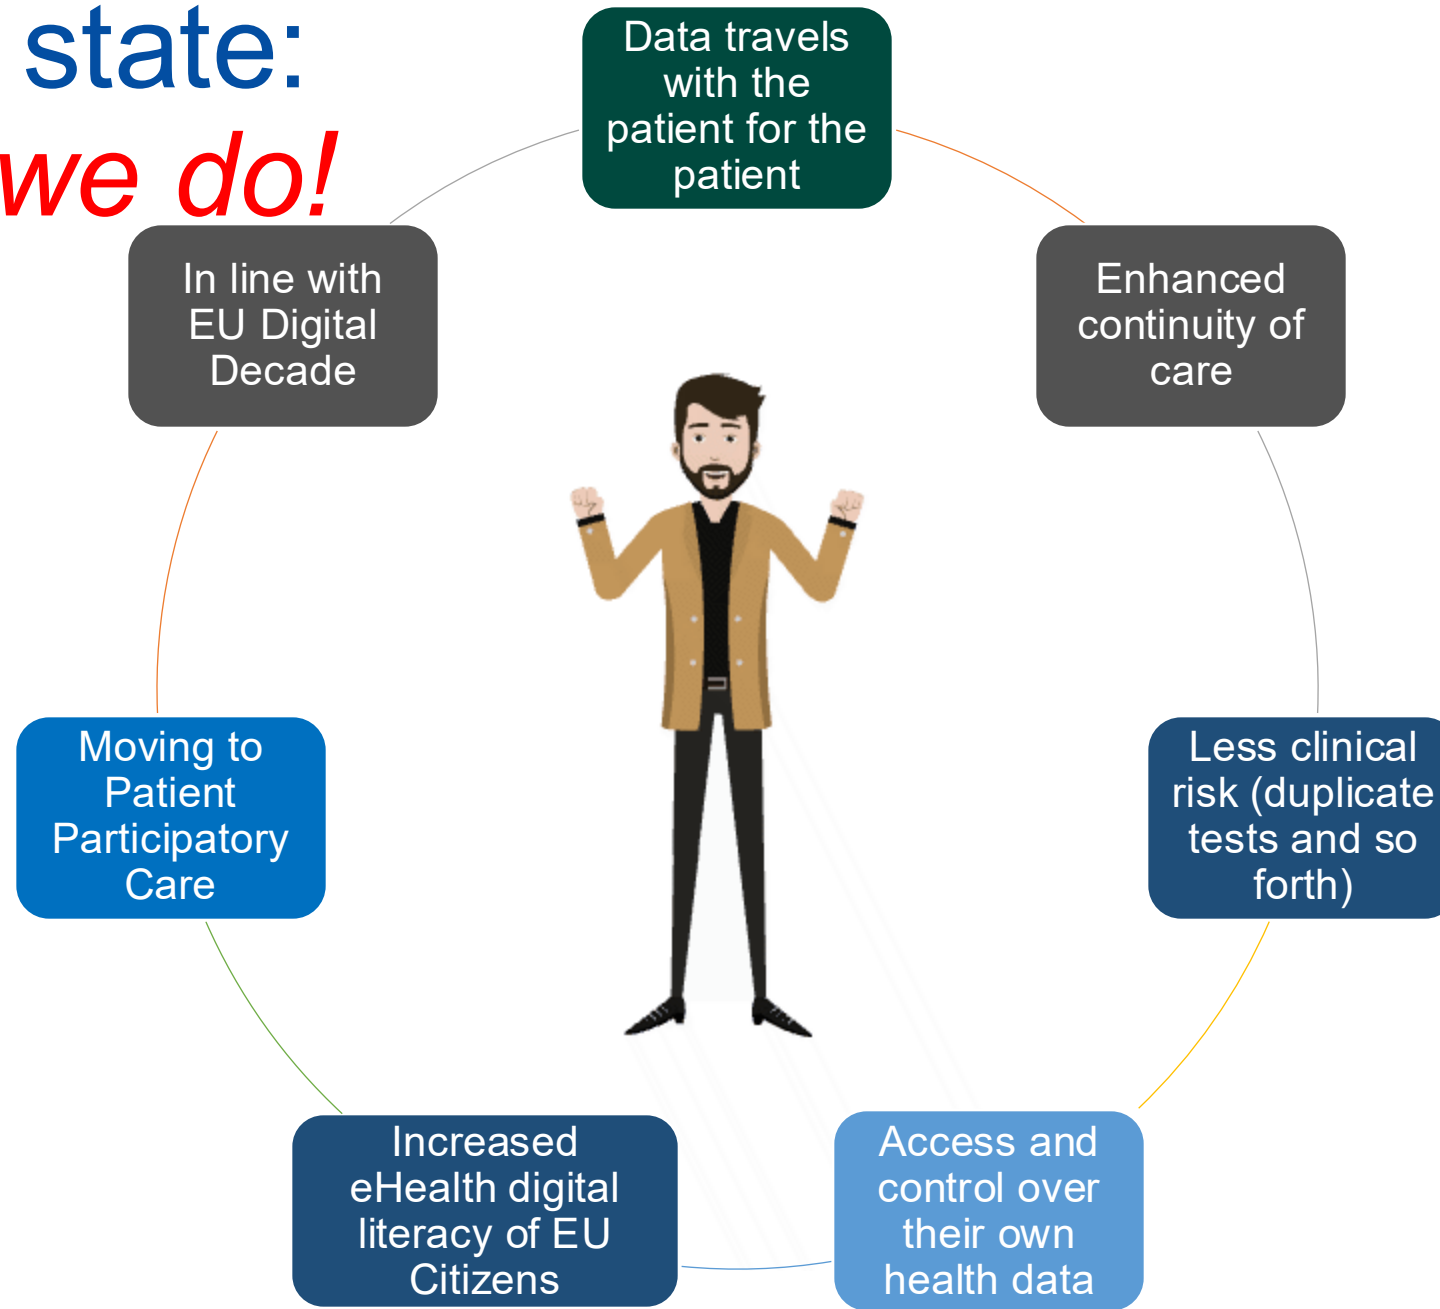 state:
we do!
Data travels
with the
patient for the
patient
Enhanced
continuity of
care
Less clinical
risk (duplicate
tests and so
forth)
Access and
control over
their own
health data
Increased
eHealth digital
literacy of EU
Citizens
Moving to
Patient
Participatory
Care
In line with
EU Digital
Decade